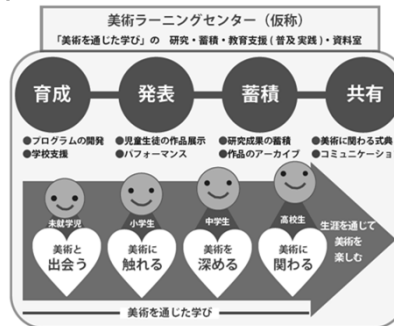 美術ラーニングセンター（仮称）
「美術を通じた学び」の　研究・蓄積・教育支援(普及実践)・資料室
育成
発表
蓄積
共有
●プログラムの開発
●学校支援
●児童生徒の作品展示
●パフォーマンス
●研究成果の蓄積
●作品のアーカイブ
●美術に関わる式典
●コミュニケーショ
未就学児
美術と
出会う
小学生
美術に
触れる
中学生
美術を
深める
高校生
美術に
関わる
生涯を通じて
美術を
楽しむ
美術を通じた学び